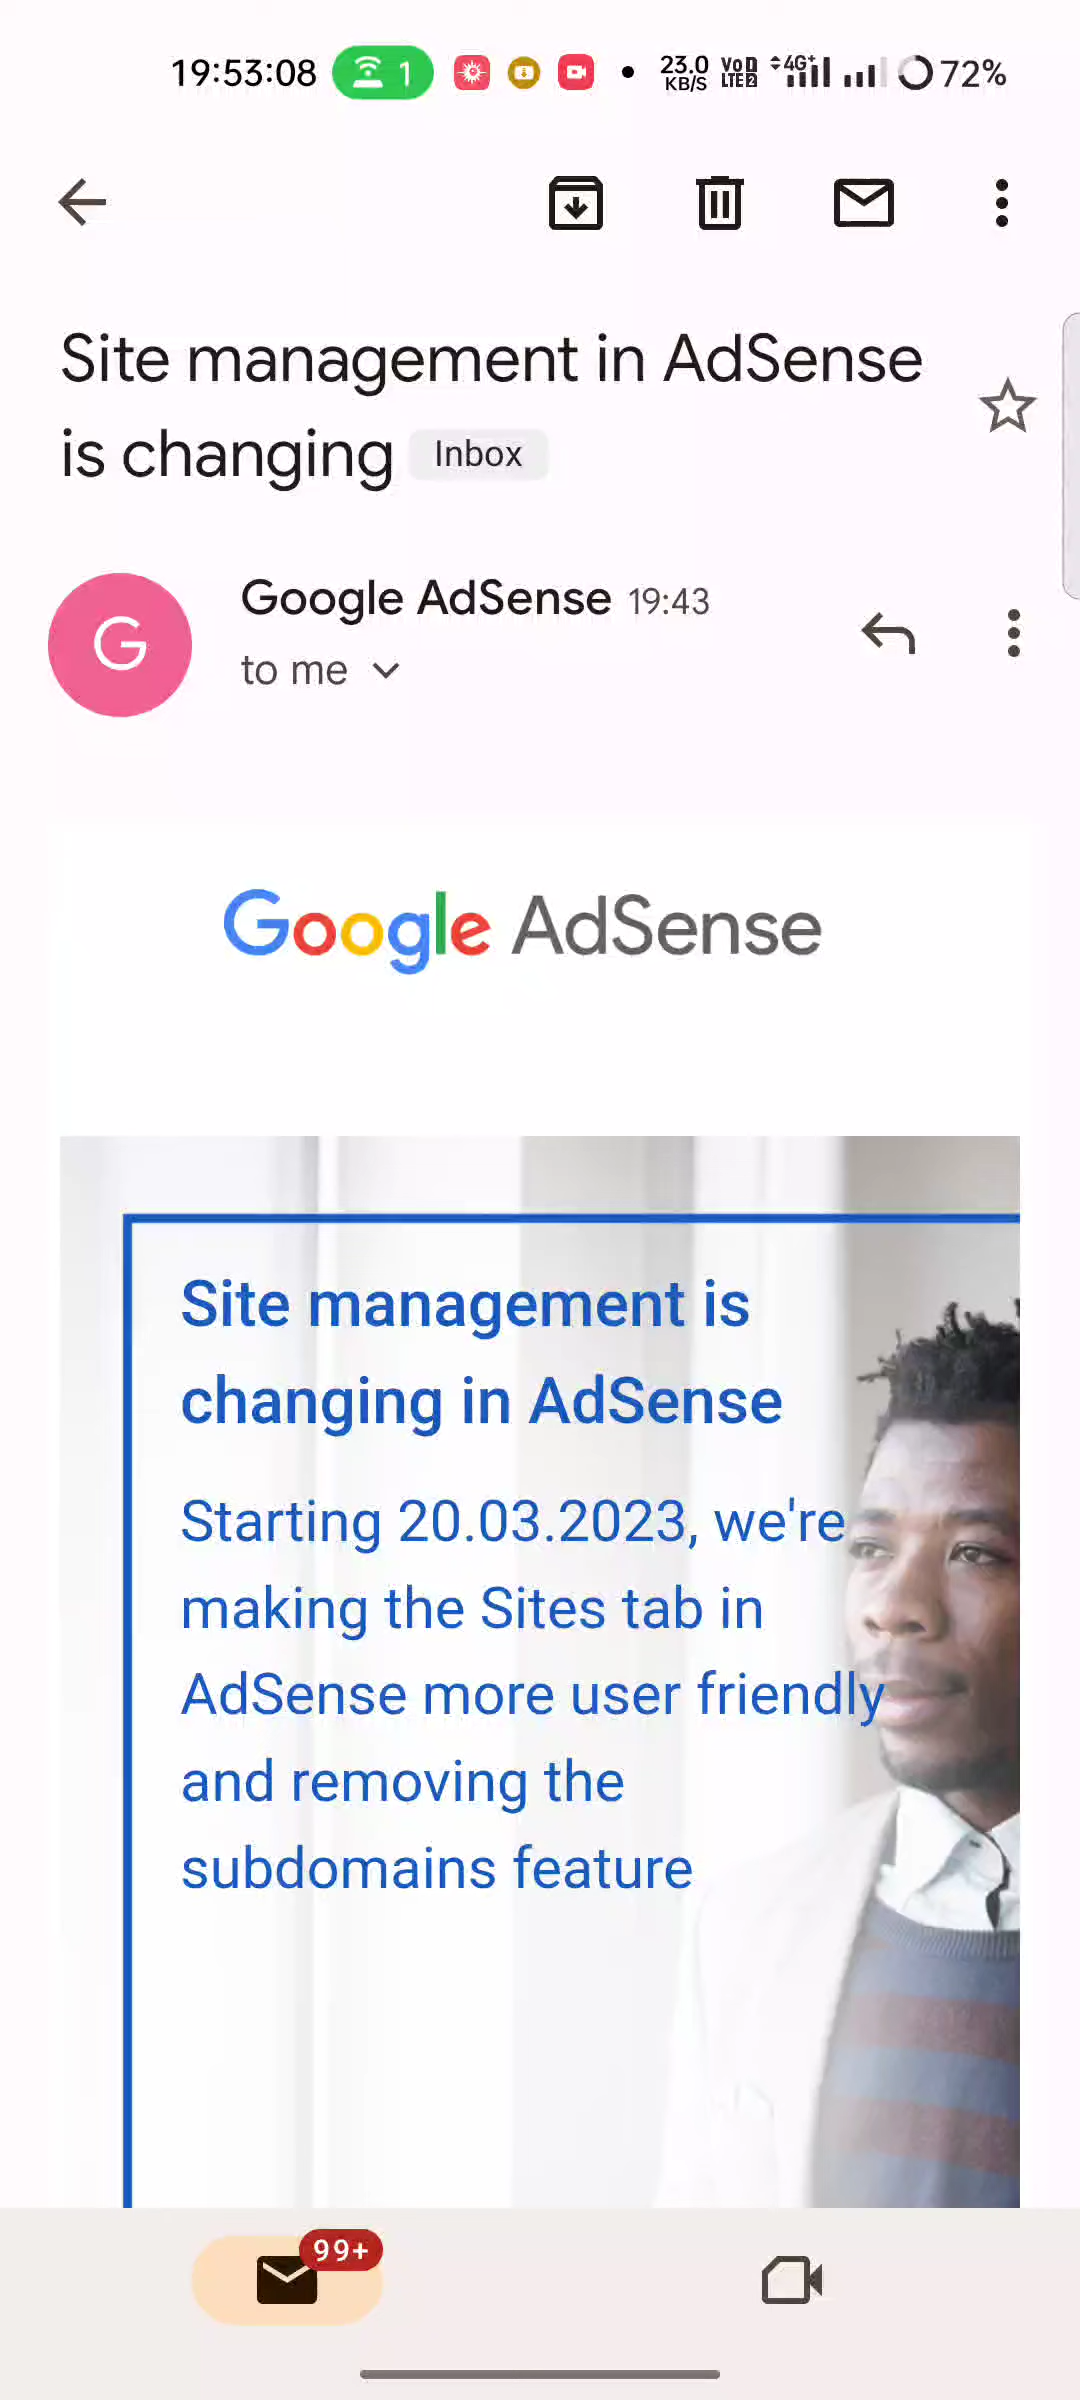 19:53:08 1 23.0 KB/S VoLTE2 4G+ 72%
Site management in AdSense
is changing Inbox
G
Google AdSense 19:43
to me
Google AdSense
Site management is
changing in AdSense
Starting 20.03.2023, we're
making the Sites tab in
AdSense more user friendly
and removing the
subdomains feature
99+